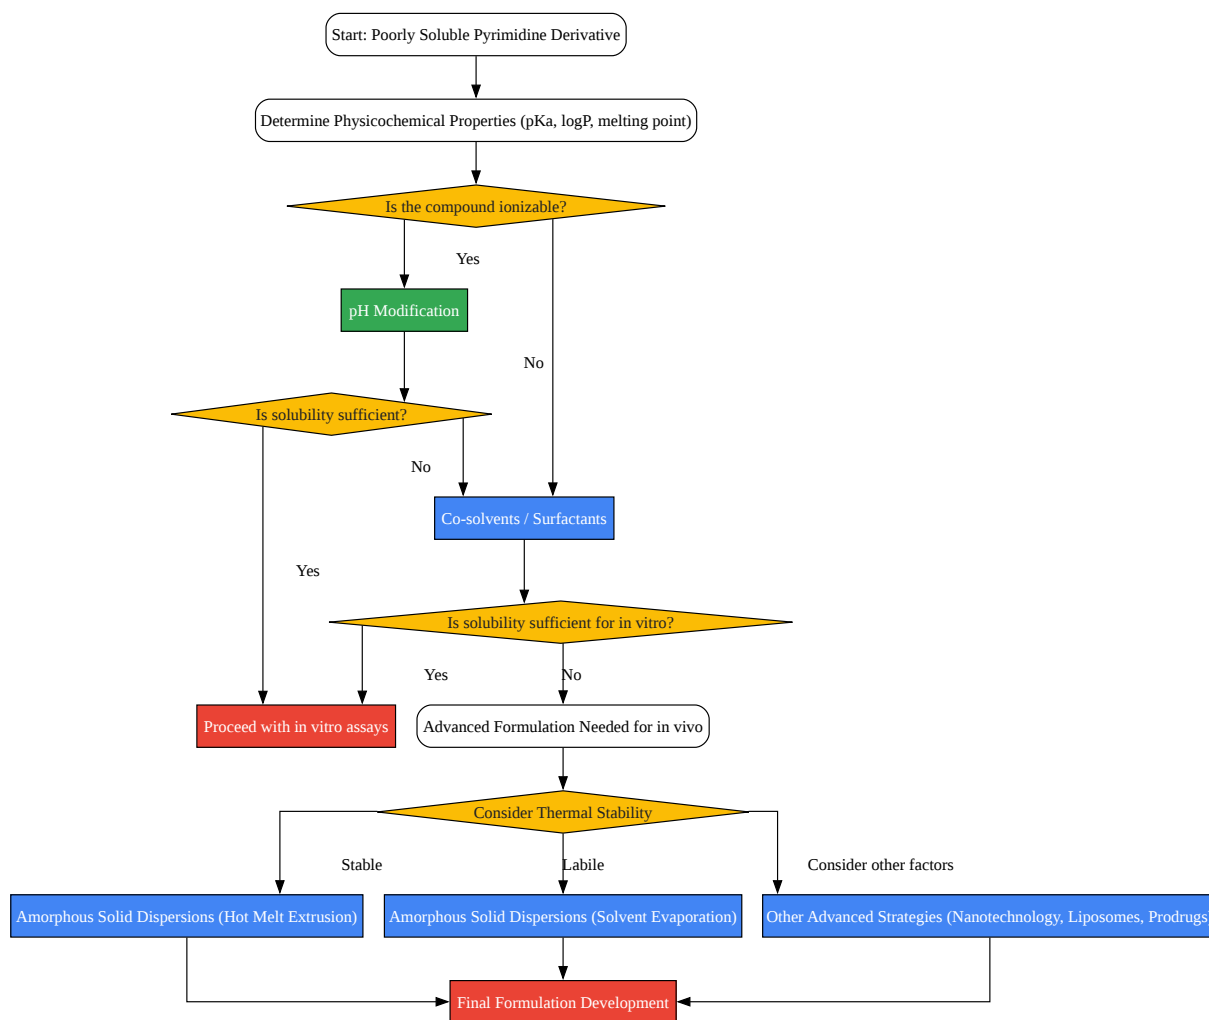 Start: Poorly Soluble Pyrimidine Derivative
Determine Physicochemical Properties (pKa, logP, melting point)
Is the compound ionizable?
Yes
pH Modification
No
Is solubility sufficient?
No
Co-solvents / Surfactants
Yes
Is solubility sufficient for in vitro?
Yes
No
Proceed with in vitro assays
Advanced Formulation Needed for in vivo
Consider Thermal Stability
Stable
Labile
Consider other factors
Amorphous Solid Dispersions (Hot Melt Extrusion)
Amorphous Solid Dispersions (Solvent Evaporation)
Other Advanced Strategies (Nanotechnology, Liposomes, Prodrugs
Final Formulation Development